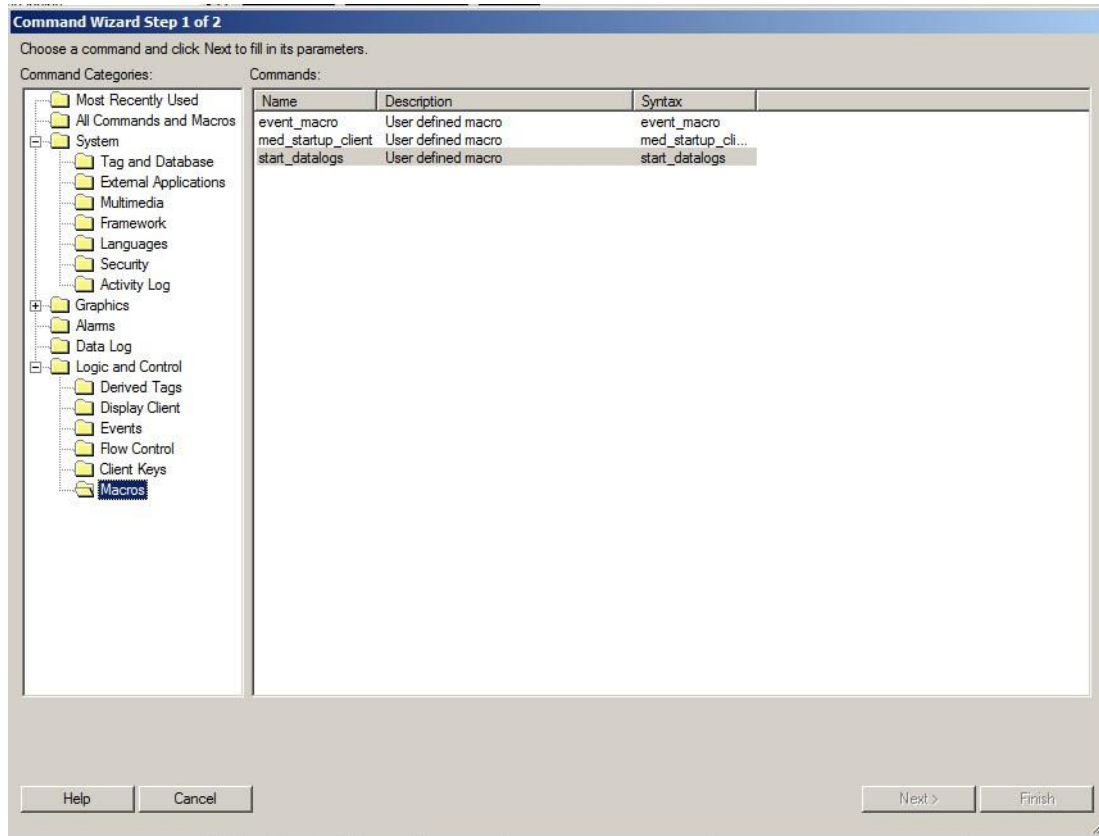 Command Wizard Step 1 of 2
Choose a command and click Next to fill in its parameters.
Command Categories:
Most Recently Used
All Commands and Macros
System
Tag and Database
External Applications
Multimedia
Framework
Languages
Security
Activity Log
Graphics
Alarms
Data Log
Logic and Control
Derived Tags
Display Client
Events
Flow Control
Client Keys
Macros
Commands:
Name Description Syntax
event_macro User defined macro event_macro
med_startup_client User defined macro med_startup_cli...
start_datalogs User defined macro start_datalogs
Help Cancel Next > Finish